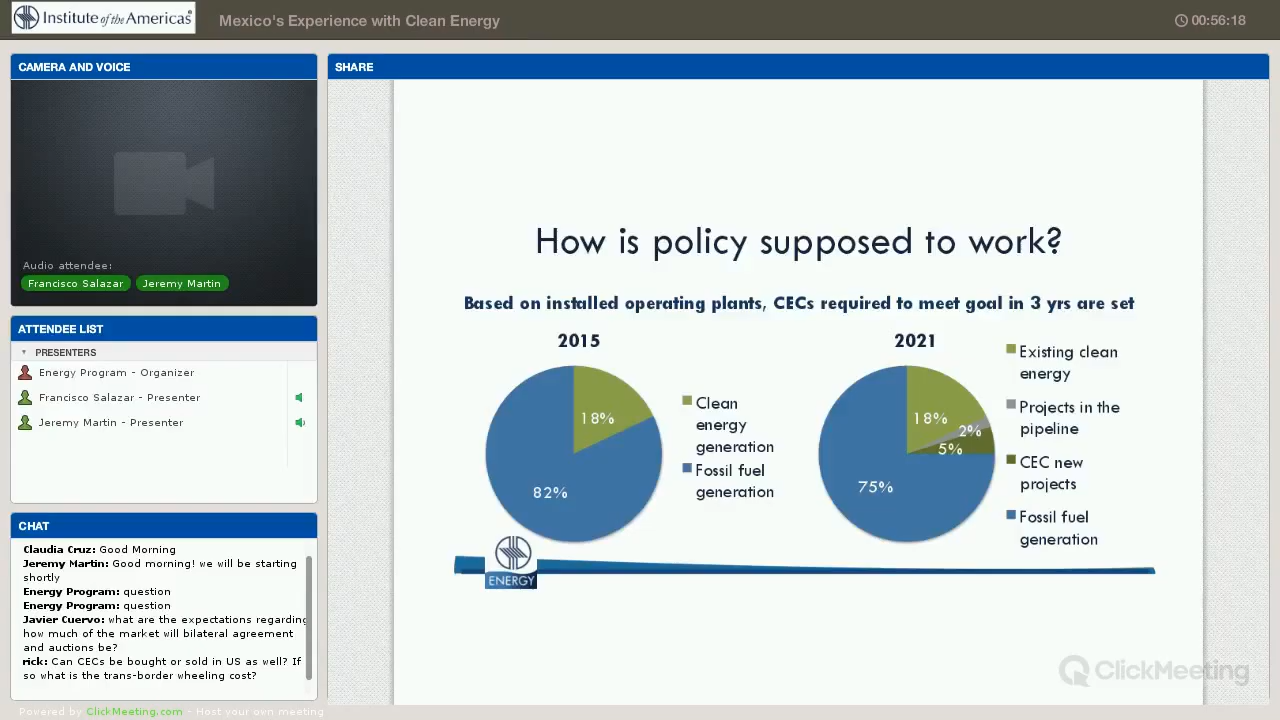 Institute of the Americas
Mexico's Experience with Clean Energy
00:56:18
CAMERA AND VOICE
Audio attendee:
Francisco Salazar
Jeremy Martin
ATTENDEE LIST
PRESENTERS
Energy Program - Organizer
Francisco Salazar - Presenter
Jeremy Martin - Presenter
CHAT
Claudia Cruz: Good Morning
Jeremy Martin: Good morning! we will be starting
shortly
Energy Program: question
Energy Program: question
Javier Cuervo: what are the expectations regarding
how much of the market will bilateral agreement
and auctions be?
rick: Can CECs be bought or sold in US as well? If
so what is the trans-border wheeling cost?
SHARE
How is policy supposed to work?
Based on installed operating plants, CECs required to meet goal in 3 yrs are set
2015
18%
82%
Clean
energy
generation
Fossil fuel
generation
2021
18%
2%
5%
75%
Existing clean
energy
Projects in the
pipeline
CEC new
projects
Fossil fuel
generation
ENERGY
ClickMeeting
Powered by ClickMeeting.com - Host your own meeting